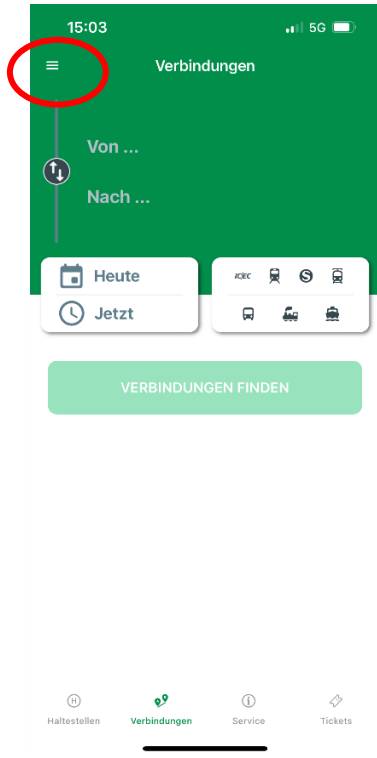 15:03 5G
Verbindungen
Von ...
Nach ...
Heute
IC/EC S
Jetzt
VERBINDUNGEN FINDEN
H i
Haltestellen Verbindungen Service Tickets